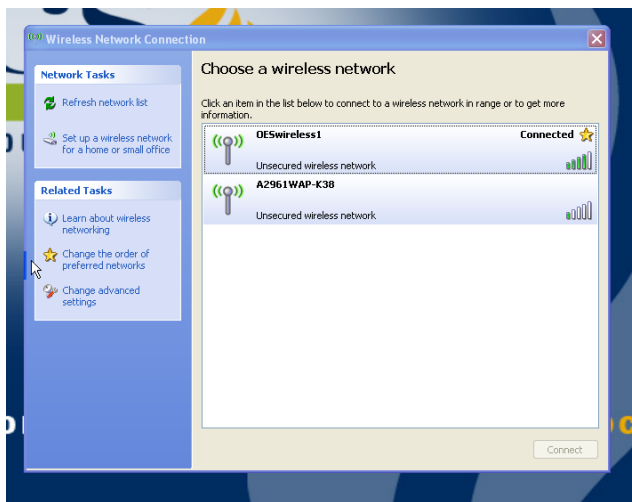 Wireless Network Connection
Network Tasks
Refresh network list
Set up a wireless network
for a home or small office
Related Tasks
Learn about wireless
networking
Change the order of
preferred networks
Change advanced
settings
Choose a wireless network
Click an item in the list below to connect to a wireless network in range or to get more
information.
OESwireless1 Connected
Unsecured wireless network
A2961WAP-K38
Unsecured wireless network
Connect